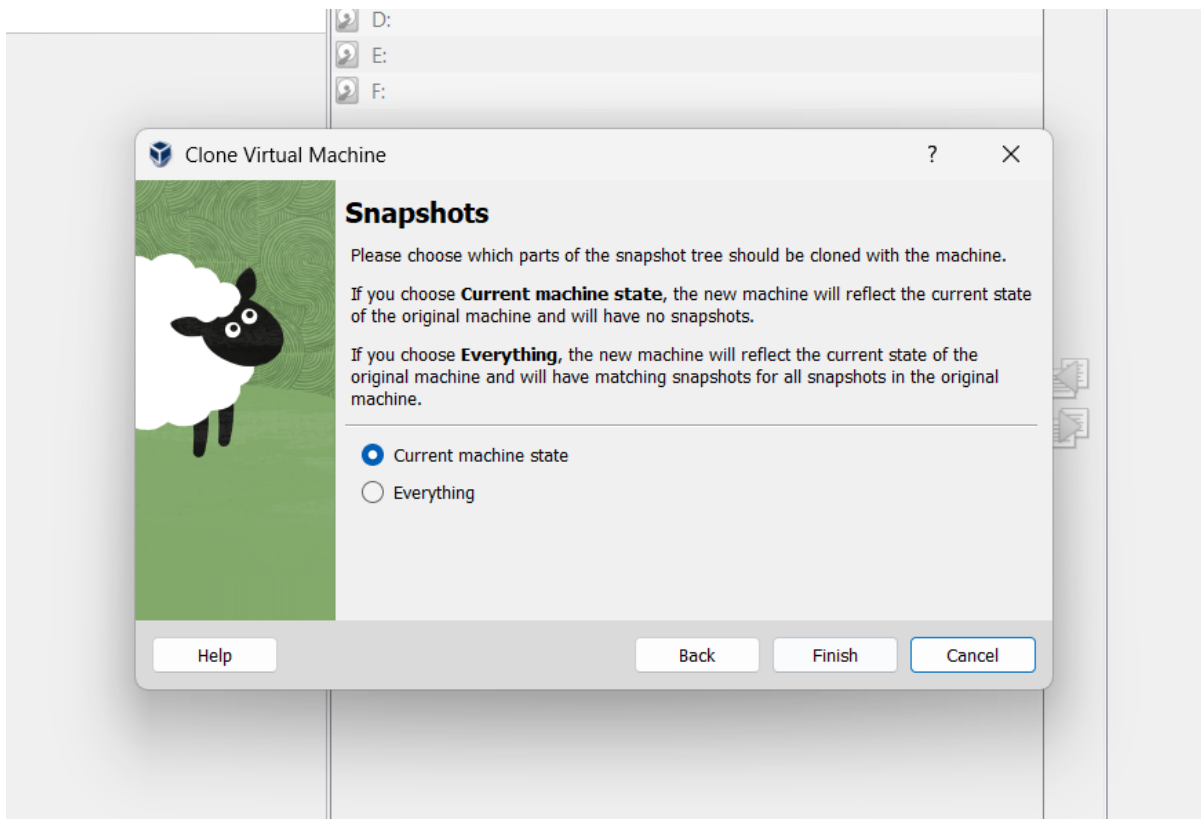 D:
E:
F:
Clone Virtual Machine
?
Snapshots
Please choose which parts of the snapshot tree should be cloned with the machine.
If you choose Current machine state, the new machine will reflect the current state
of the original machine and will have no snapshots.
If you choose Everything, the new machine will reflect the current state of the
original machine and will have matching snapshots for all snapshots in the original
machine.
Current machine state
Everything
Help
Back
Finish
Cancel